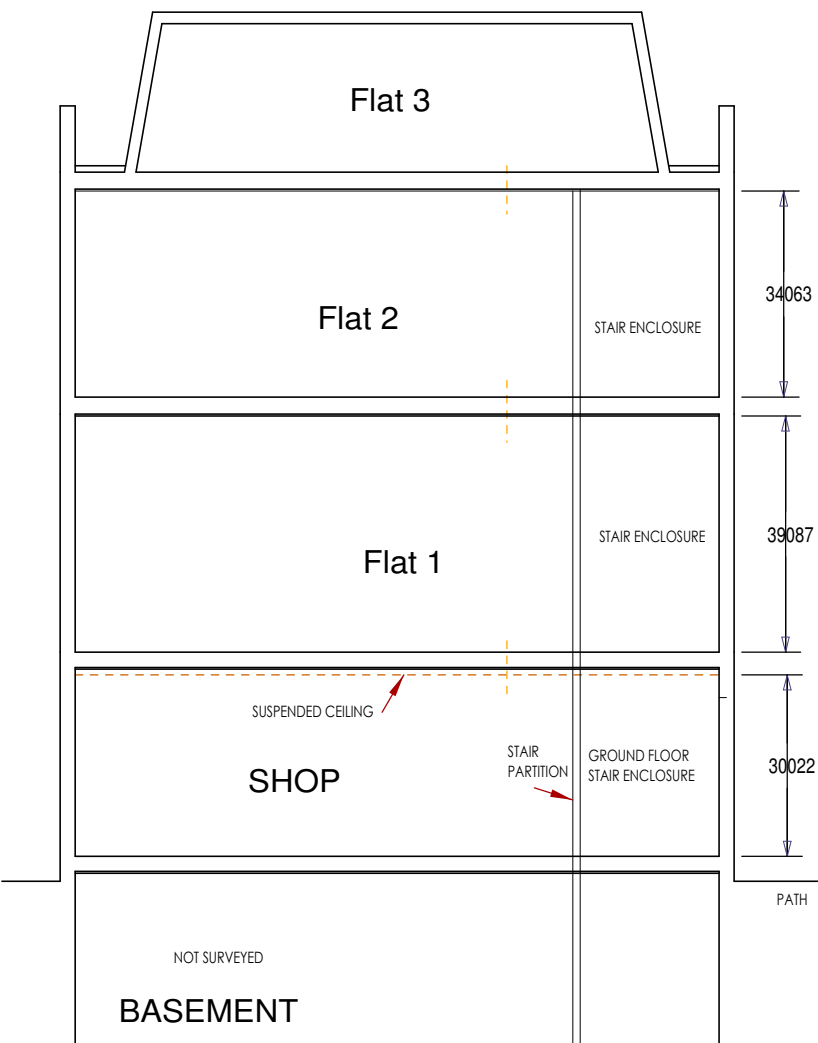 Flat 3
34063
Flat 2
STAIR ENCLOSURE
39087
STAIR ENCLOSURE
Flat 1
SUSPENDED CEILING
STAIR
PARTITION
GROUND FLOOR
STAIR ENCLOSURE
30022
SHOP
PATH
NOT SURVEYED
BASEMENT